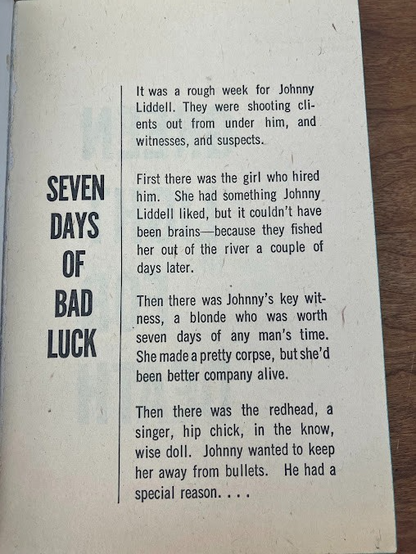 SEVEN
DAYS
OF
BAD
LUCK
It was a rough week for Johnny
Liddell. They were shooting cli-
ents out from under him, and
witnesses, and suspects.
First there was the girl who hired
him. She had something Johnny
Liddell liked, but it couldn't have
been brains—because they fished
her out of the river a couple of
days later.
Then there was Johnny's key wit-
ness, a blonde who was worth
seven days of any man's time.
She made a pretty corpse, but she'd
been better company alive.
Then there was the redhead, a
singer, hip chick, in the know,
wise doll. Johnny wanted to keep
her away from bullets. He had a
special reason. . . .